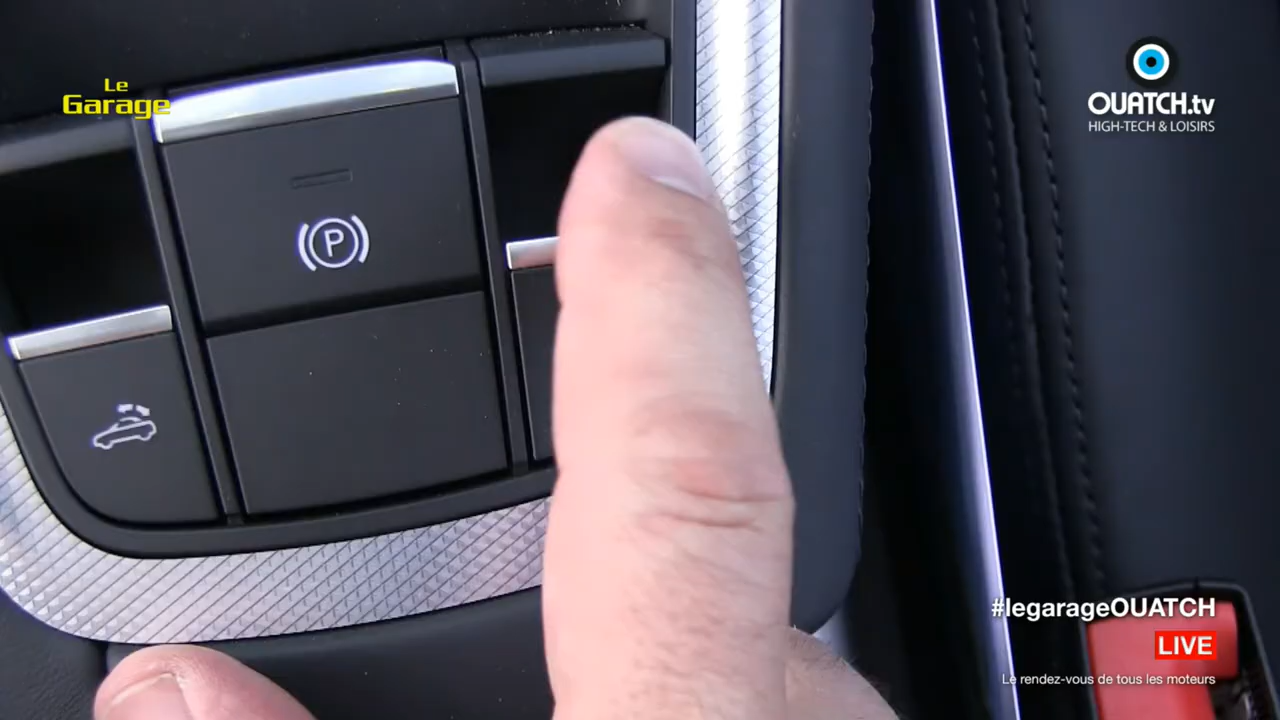 Le
Garage
OUATCH.tv
HIGH-TECH & LOISIRS
P
#legarageOUATCH
LIVE
Le rendez-vous de tous les moteurs